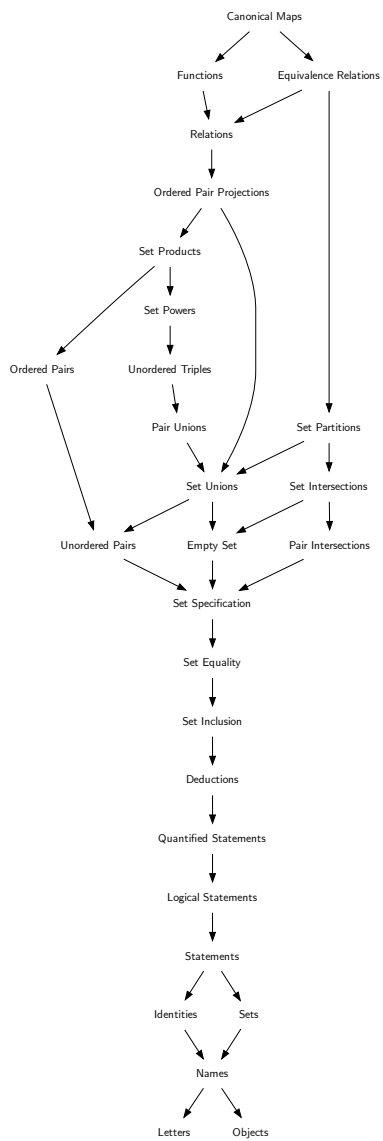 Canonical Maps
Functions
Equivalence Relations
Relations
Ordered Pair Projections
Set Products
Set Powers
Ordered Pairs
Unordered Triples
Pair Unions
Set Partitions
Set Unions
Set Intersections
Unordered Pairs
Empty Set
Pair Intersections
Set Specification
Set Equality
Set Inclusion
Deductions
Quantified Statements
Logical Statements
Statements
Identities
Sets
Names
Letters
Objects